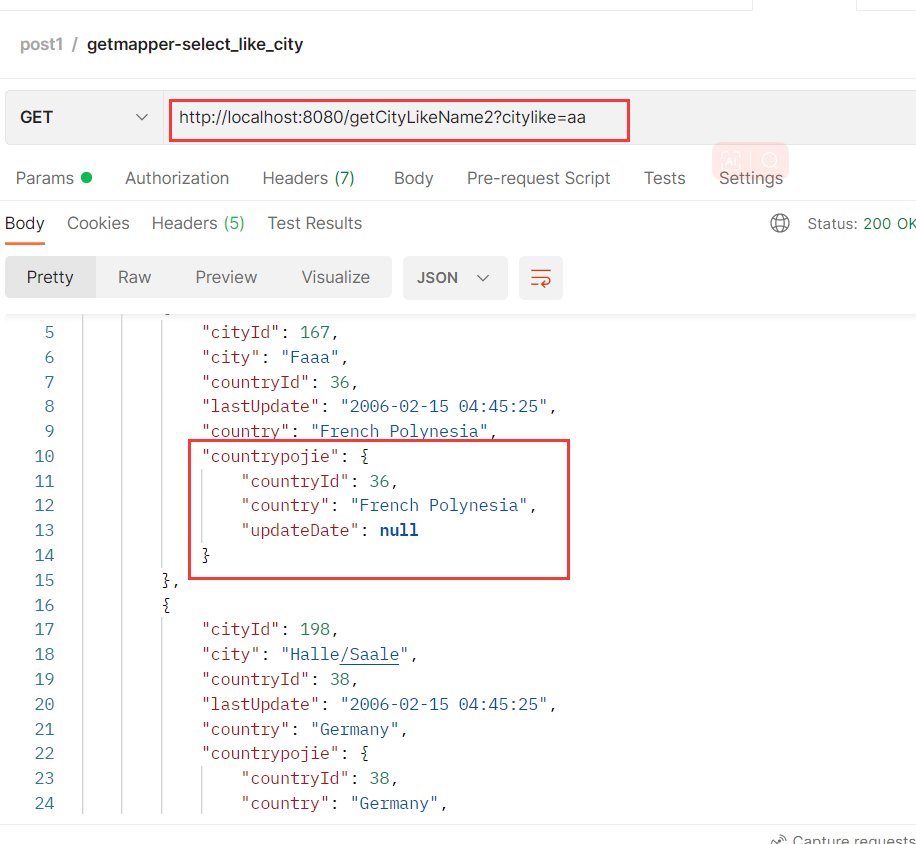 post1 / getmapper-select_like_city
GET http://localhost:8080/getCityLikeName2?citylike=aa
Params Authorization Headers (7) Body Pre-request Script Tests Settings
AI
Body Cookies Headers (5) Test Results Status: 200 OK
Pretty Raw Preview Visualize JSON
5 "cityId": 167,
6 "city": "Faaa",
7 "countryId": 36,
8 "lastUpdate": "2006-02-15 04:45:25",
9 "country": "French Polynesia",
10 "countrypojie": {
11 "countryId": 36,
12 "country": "French Polynesia",
13 "updateDate": null
14 }
15 },
16 {
17 "cityId": 198,
18 "city": "Halle/Saale",
19 "countryId": 38,
20 "lastUpdate": "2006-02-15 04:45:25",
21 "country": "Germany",
22 "countrypojie": {
23 "countryId": 38,
24 "country": "Germany",
Capture requests